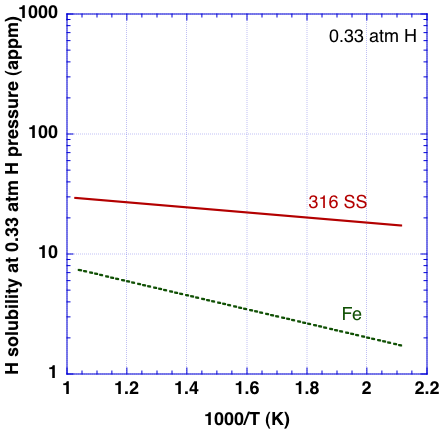 H solubility at 0.33 atm H pressure (appm)
1000
100
10
1
0.33 atm H
316 SS
Fe
1
1.2
1.4
1.6
1.8
2
2.2
1000/T (K)